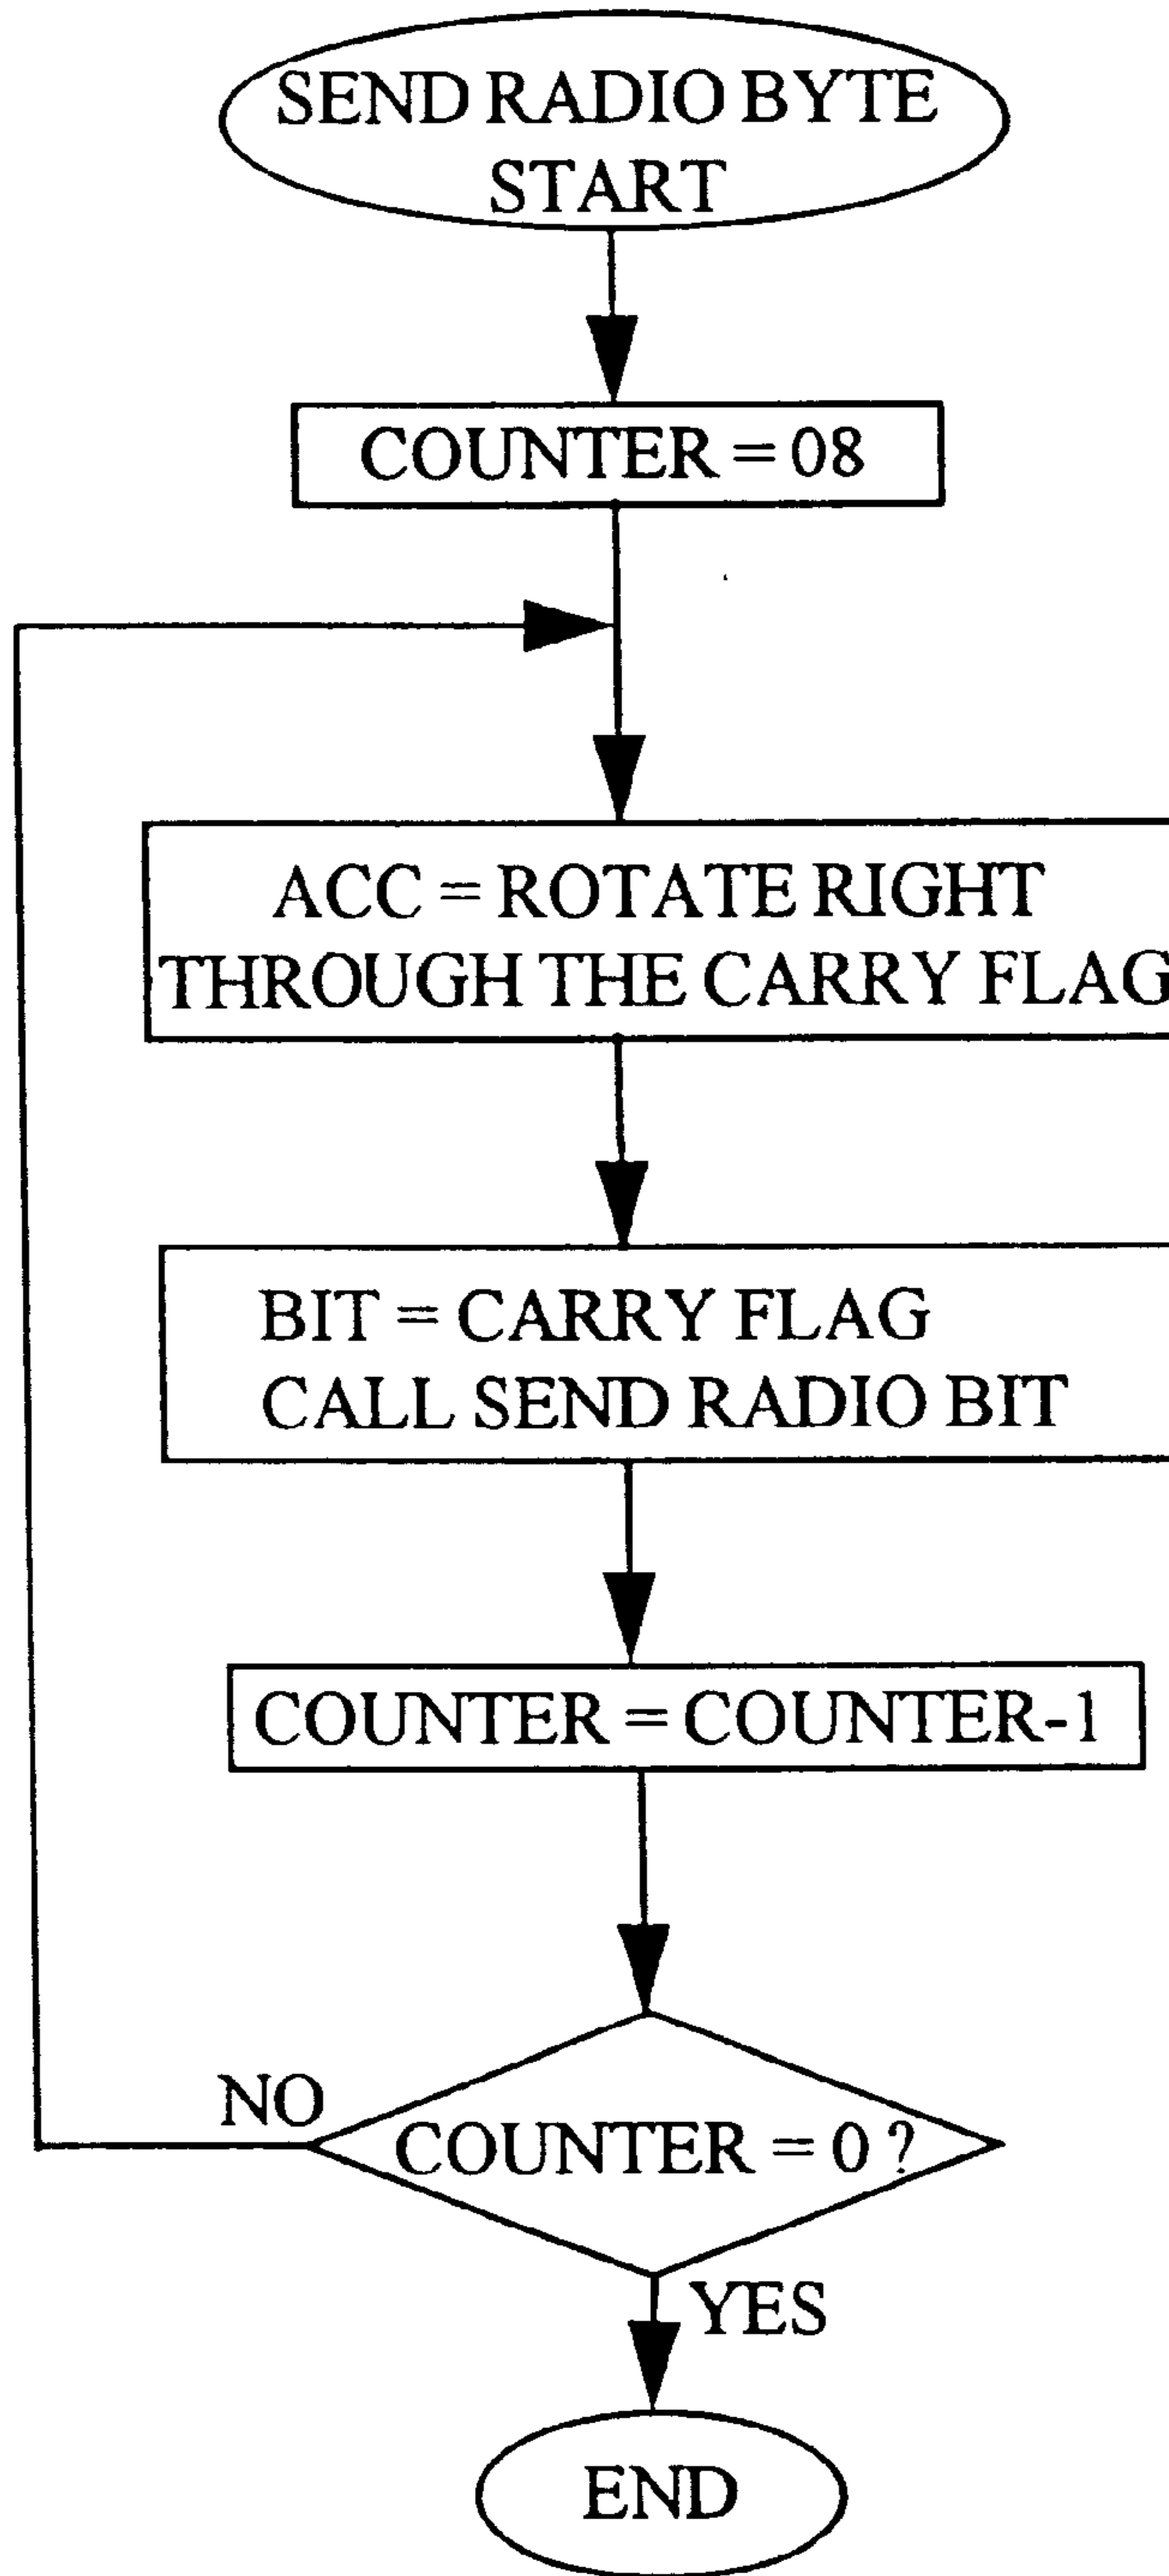 SEND RADIO BYTE
START
COUNTER = 08
ACC = ROTATE RIGHT
THROUGH THE CARRY FLAG
BIT = CARRY FLAG
CALL SEND RADIO BIT
COUNTER = COUNTER-1
NO
COUNTER = 0 ?
YES
END